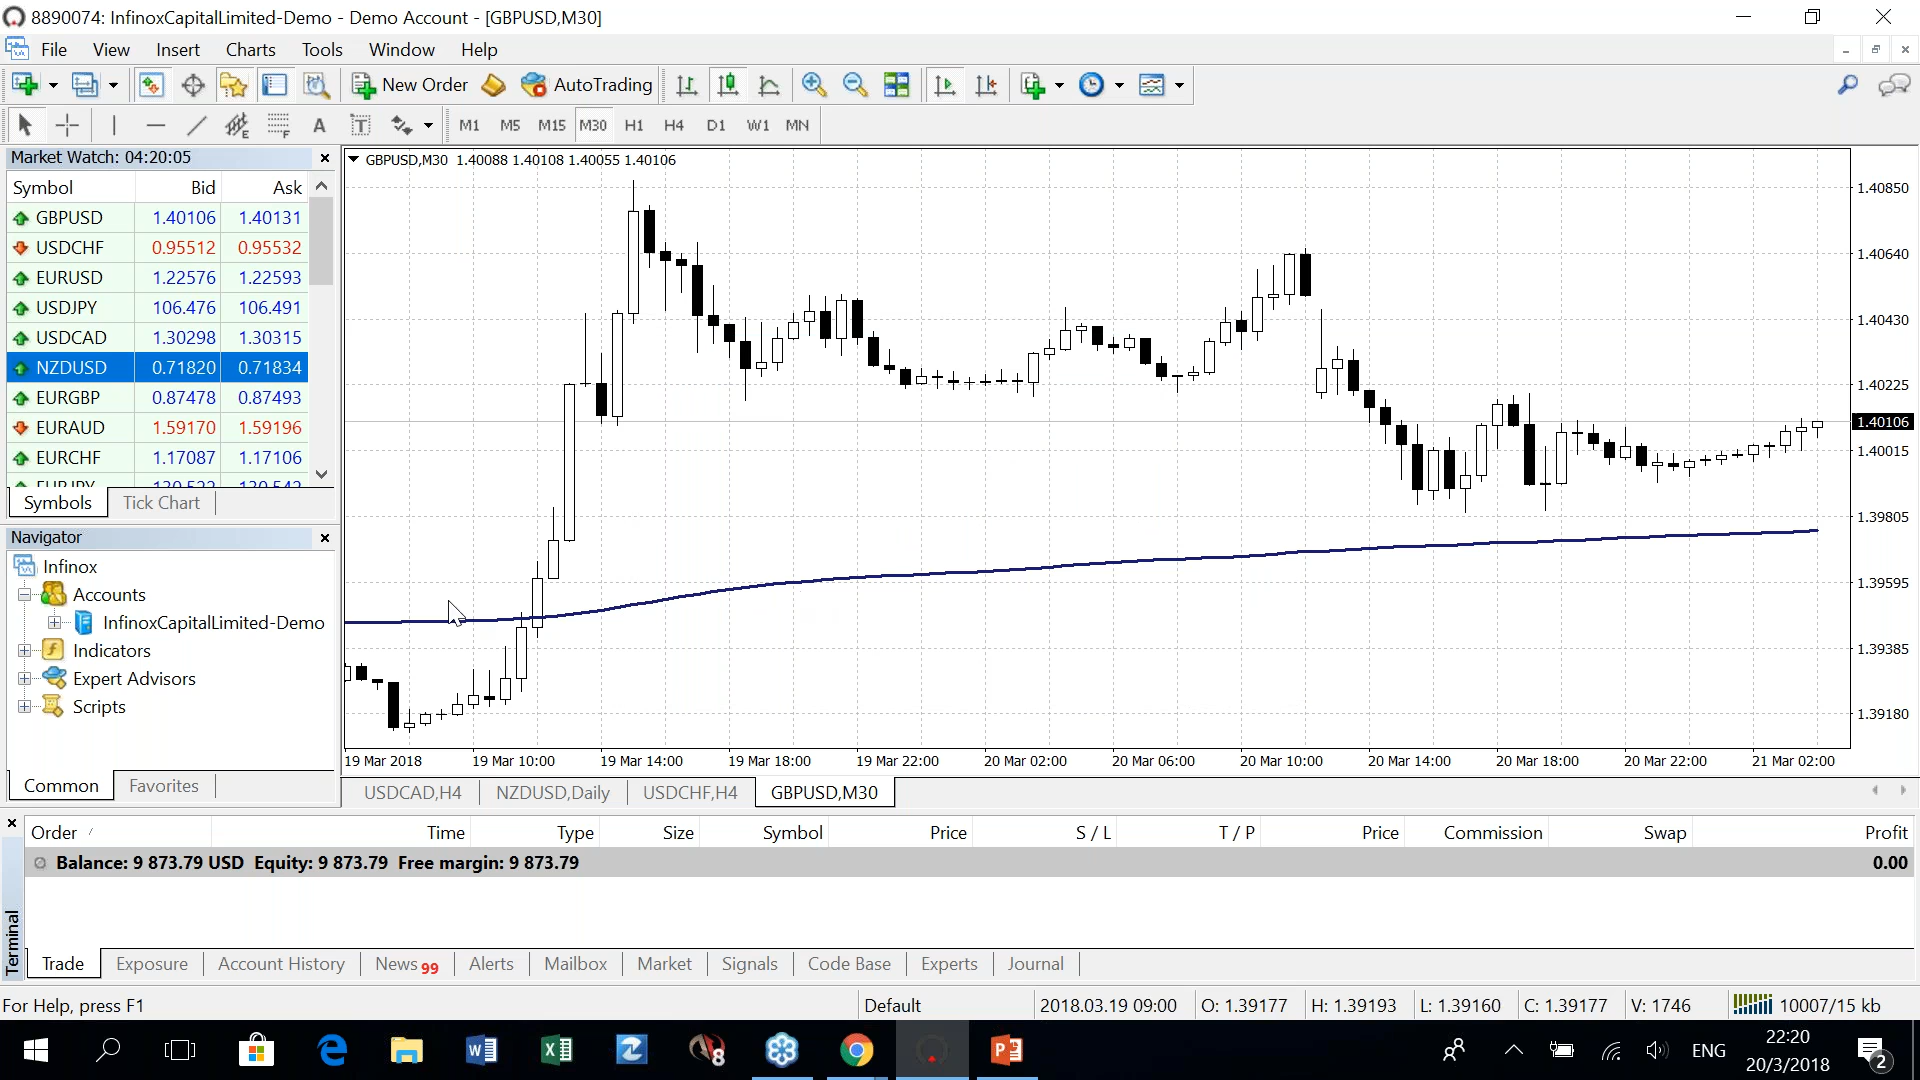 8890074: InfinoxCapitalLimited-Demo - Demo Account - [GBPUSD,M30]
File View Insert Charts Tools Window Help
New Order AutoTrading
A T M1 M5 M15 M30 H1 H4 D1 W1 MN
Market Watch: 04:20:05
Symbol Bid Ask
GBPUSD 1.40106 1.40131
USDCHF 0.95512 0.95532
EURUSD 1.22576 1.22593
USDJPY 106.476 106.491
USDCAD 1.30298 1.30315
NZDUSD 0.71820 0.71834
EURGBP 0.87478 0.87493
EURAUD 1.59170 1.59196
EURCHF 1.17087 1.17106
Symbols Tick Chart
Navigator
Infinox
Accounts
InfinoxCapitalLimited-Demo
Indicators
Expert Advisors
Scripts
Common Favorites
GBPUSD,M30 1.40088 1.40108 1.40055 1.40106
1.40850
1.40640
1.40430
1.40225
1.40106
1.40015
1.39805
1.39595
1.39385
1.39180
19 Mar 2018 19 Mar 10:00 19 Mar 14:00 19 Mar 18:00 19 Mar 22:00 20 Mar 02:00 20 Mar 06:00 20 Mar 10:00 20 Mar 14:00 20 Mar 18:00 20 Mar 22:00 21 Mar 02:00
USDCAD,H4 NZDUSD,Daily USDCHF,H4 GBPUSD,M30
Order / Time Type Size Symbol Price S / L T / P Price Commission Swap Profit
Balance: 9 873.79 USD Equity: 9 873.79 Free margin: 9 873.79 0.00
Terminal
Trade Exposure Account History News 99 Alerts Mailbox Market Signals Code Base Experts Journal
For Help, press F1 Default 2018.03.19 09:00 O: 1.39177 H: 1.39193 L: 1.39160 C: 1.39177 V: 1746 10007/15 kb
ENG 22:20
20/3/2018 2